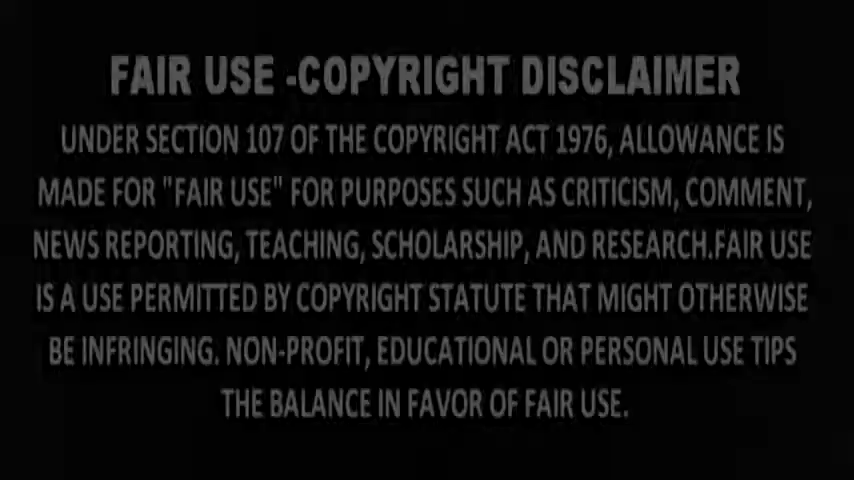 FAIR USE -COPYRIGHT DISCLAIMER
UNDER SECTION 107 OF THE COPYRIGHT ACT 1976, ALLOWANCE IS
MADE FOR "FAIR USE" FOR PURPOSES SUCH AS CRITICISM, COMMENT,
NEWS REPORTING, TEACHING, SCHOLARSHIP, AND RESEARCH.FAIR USE
IS A USE PERMITTED BY COPYRIGHT STATUTE THAT MIGHT OTHERWISE
BE INFRINGING. NON-PROFIT, EDUCATIONAL OR PERSONAL USE TIPS
THE BALANCE IN FAVOR OF FAIR USE.